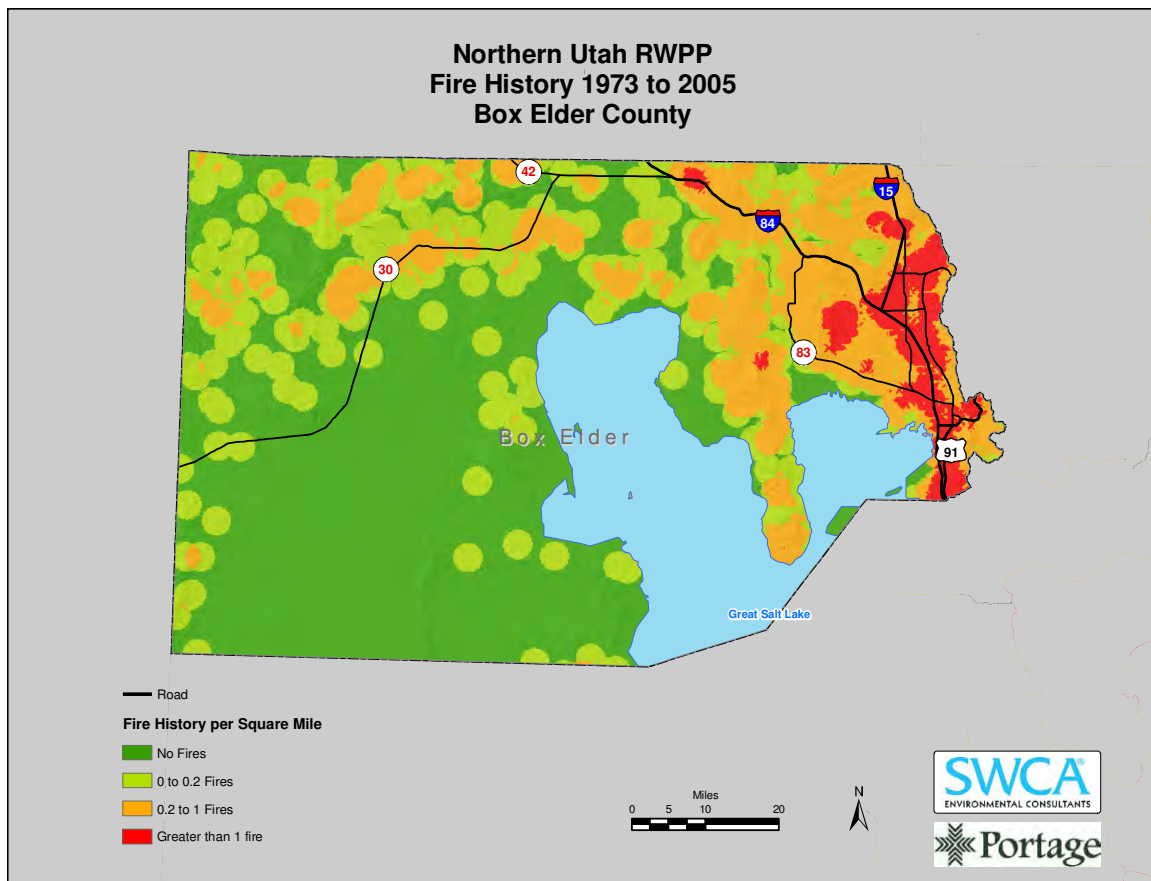 Northern Utah RWPP
Fire History 1973 to 2005
Box Elder County
42
15
84
30
83
Box Elder
91
Great Salt Lake
Road
Fire History per Square Mile
No Fires
0 to 0.2 Fires
0.2 to 1 Fires
Greater than 1 fire
Miles
0 5 10 20
N
SWCA®
ENVIRONMENTAL CONSULTANTS
Portage